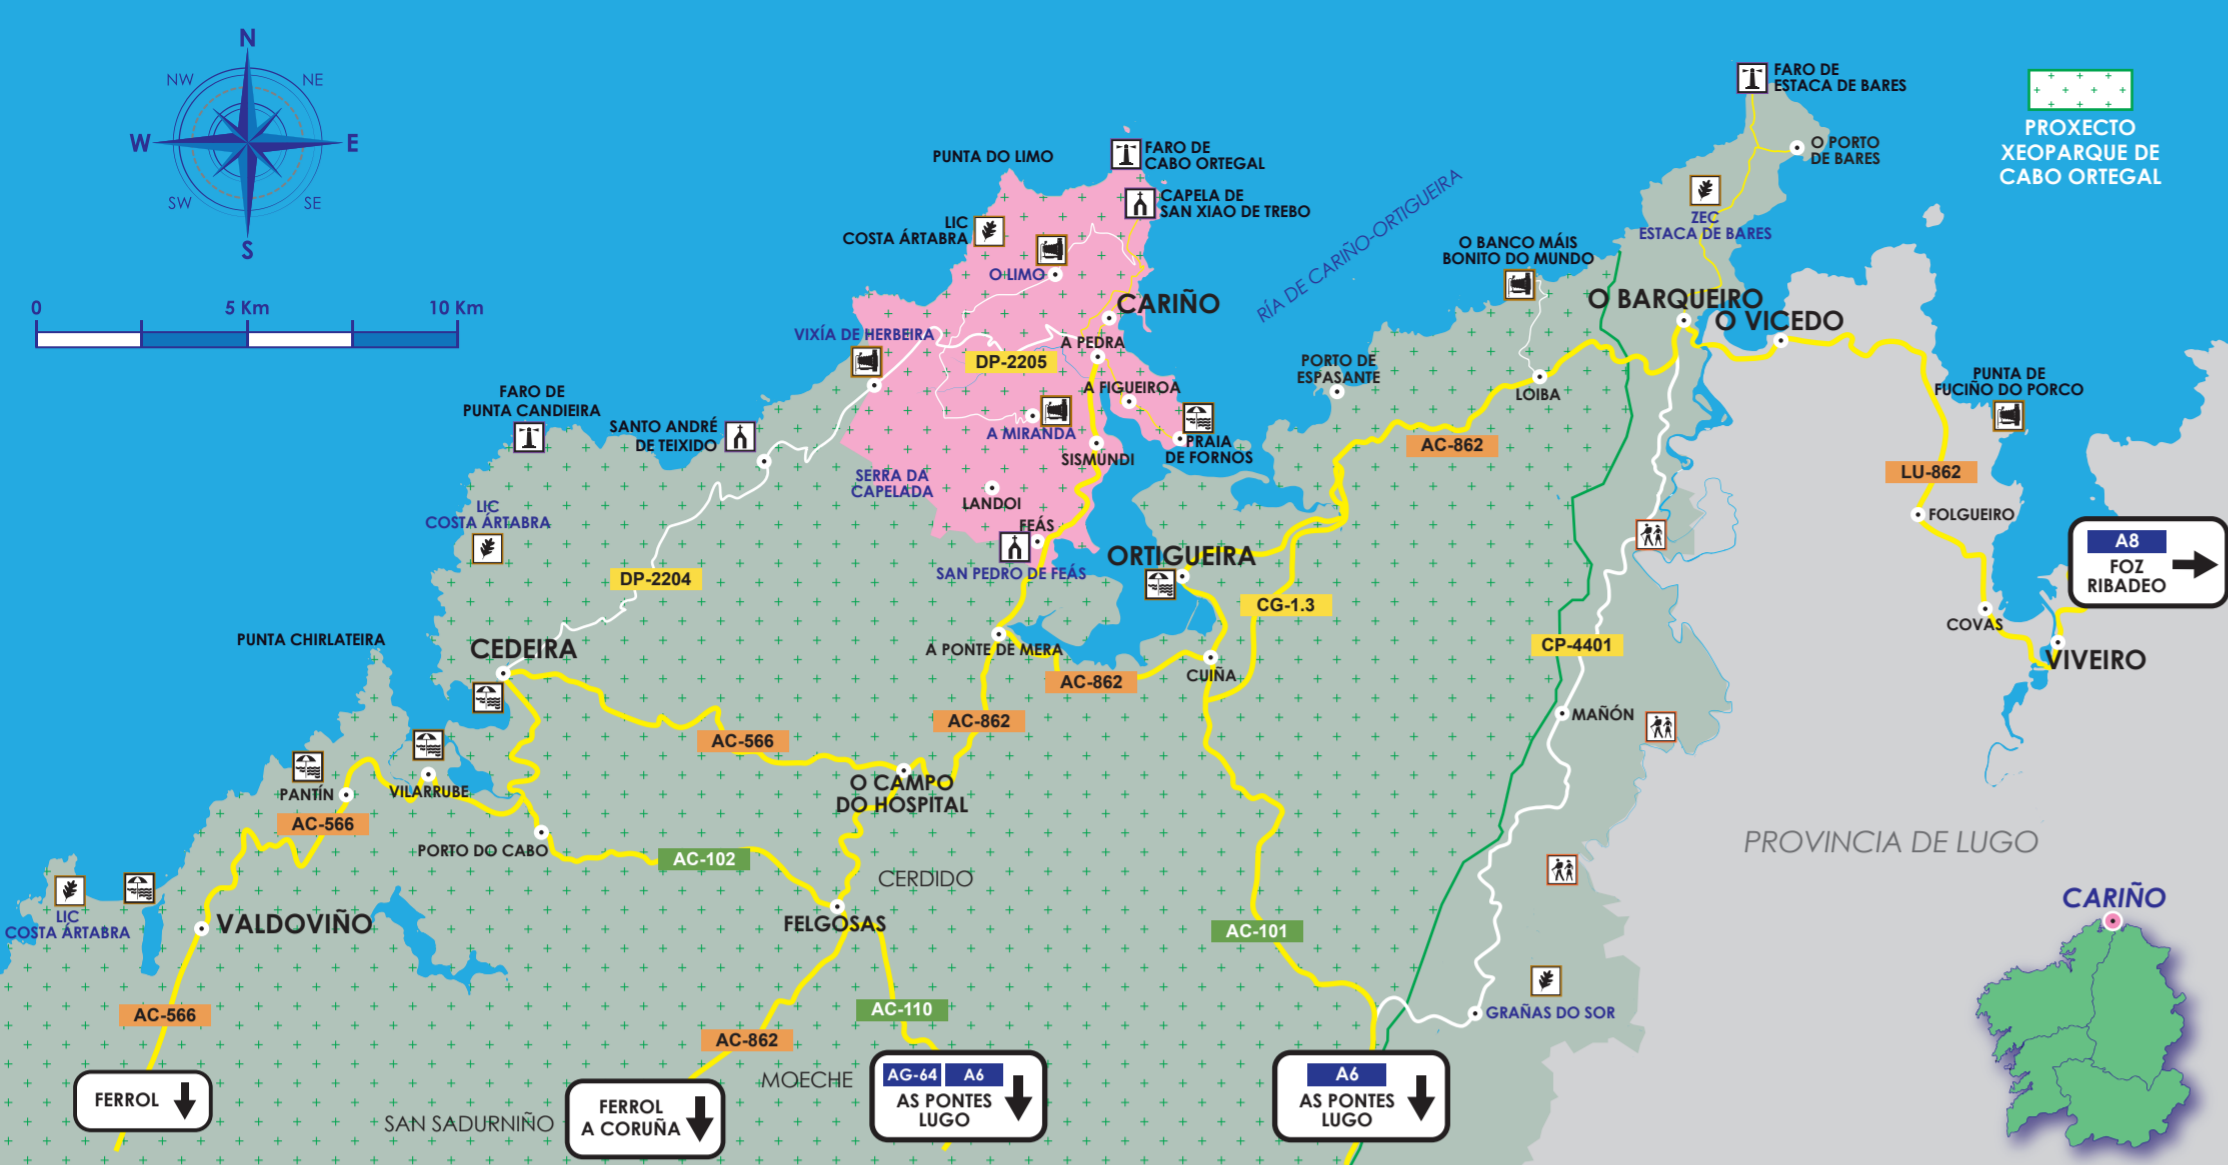 N
NW
NE
W
E
SW
SE
S
0
5 Km
10 Km
FARO DE
ESTACA DE BARES
O PORTO
DE BARES
ZEC
ESTACA DE BARES
PROXECTO
XEOPARQUE DE
CABO ORTEGAL
PUNTA DO LIMO
FARO DE
CABO ORTEGAL
CAPELA DE
SAN XIAO DE TREBO
LIC
COSTA ÁRTABRA
O LIMO
RÍA DE CARIÑO-ORTIGUEIRA
O BANCO MÁIS
BONITO DO MUNDO
CARIÑO
O BARQUEIRO
O VICEDO
VIXÍA DE HERBEIRA
A PEDRA
DP-2205
A FIGUEIROA
PORTO DE
ESPASANTE
LOIBA
PUNTA DE
FUCIÑO DO PORCO
FARO DE
PUNTA CANDIEIRA
SANTO ANDRÉ
DE TEIXIDO
A MIRANDA
SISMUNDI
PRAIA
DE FORNOS
AC-862
LU-862
SERRA DA
CAPELADA
LANDOI
FEÁS
FOLGUEIRO
LIC
COSTA ÁRTABRA
SAN PEDRO DE FEÁS
ORTIGUEIRA
A8
FOZ
RIBADEO
DP-2204
CG-1.3
COVAS
PUNTA CHIRLATEIRA
CEDEIRA
A PONTE DE MERA
CP-4401
VIVEIRO
AC-862
CUIÑA
MAÑÓN
AC-862
AC-566
O CAMPO
DO HOSPITAL
PANTÍN
VILARRUBE
AC-566
PORTO DO CABO
AC-102
CERDIDO
PROVINCIA DE LUGO
LIC
COSTA ÁRTABRA
VALDOVIÑO
FELGOSAS
AC-101
CARIÑO
AC-566
AC-110
GRAÑAS DO SOR
AC-862
MOECHE
FERROL
SAN SADURNIÑO
FERROL
A CORUÑA
AG-64
A6
AS PONTES
LUGO
A6
AS PONTES
LUGO